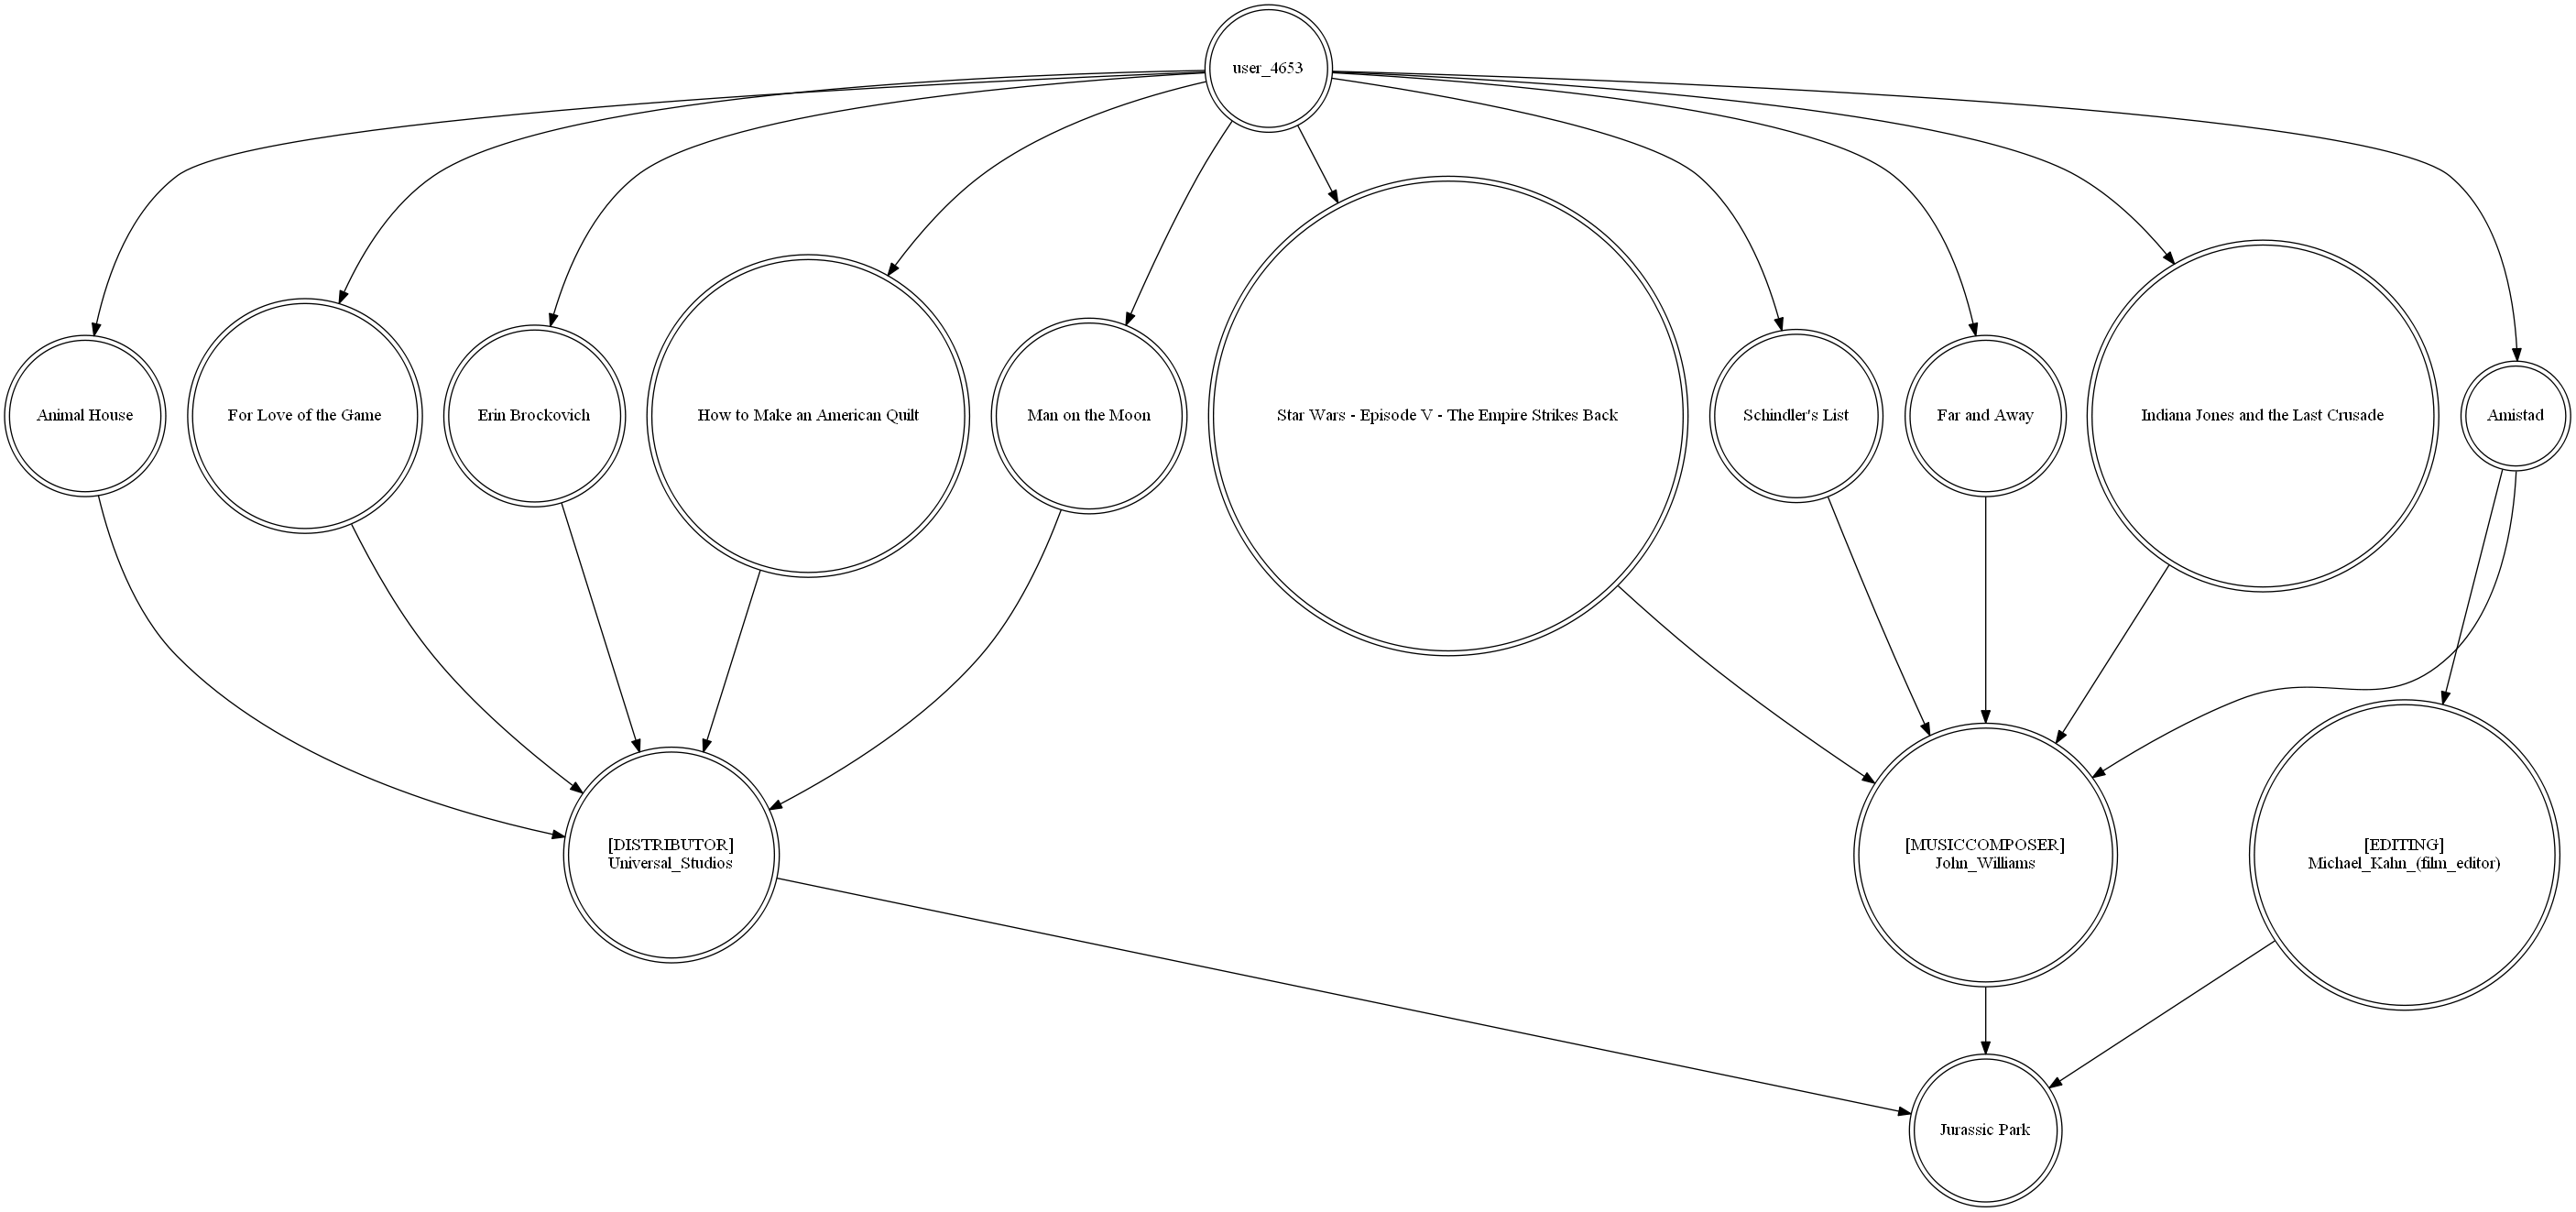 user_4653
Animal House
For Love of the Game
Erin Brockovich
How to Make an American Quilt
Man on the Moon
Star Wars - Episode V - The Empire Strikes Back
Schindler's List
Far and Away
Indiana Jones and the Last Crusade
Amistad
[DISTRIBUTOR]
Universal_Studios
[MUSICCOMPOSER]
John_Williams
[EDITING]
Michael_Kahn_(film_editor)
Jurassic Park